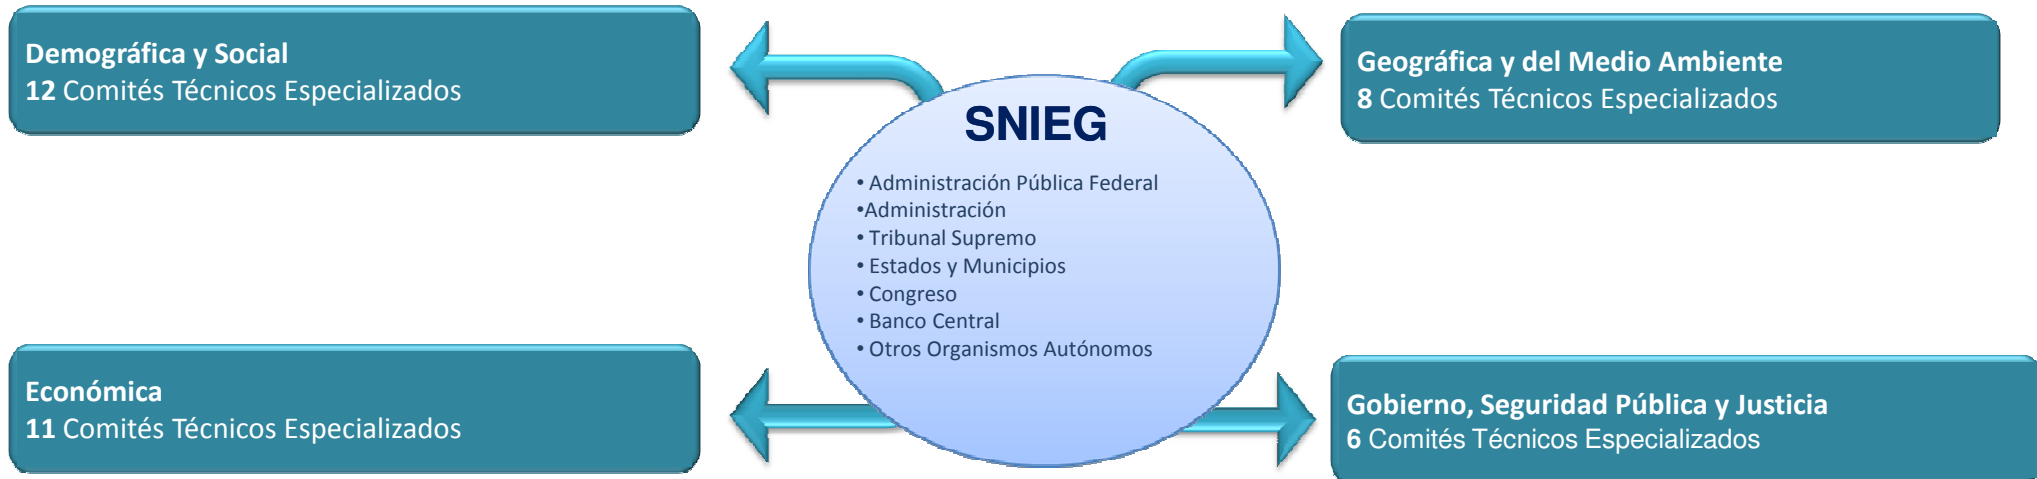 Demográfica y Social
12 Comités Técnicos Especializados
Geográfica y del Medio Ambiente
8 Comités Técnicos Especializados
SNIEG
• Administración Pública Federal
•Administración
• Tribunal Supremo
• Estados y Municipios
• Congreso
• Banco Central
• Otros Organismos Autónomos
Económica
11 Comités Técnicos Especializados
Gobierno, Seguridad Pública y Justicia
6 Comités Técnicos Especializados